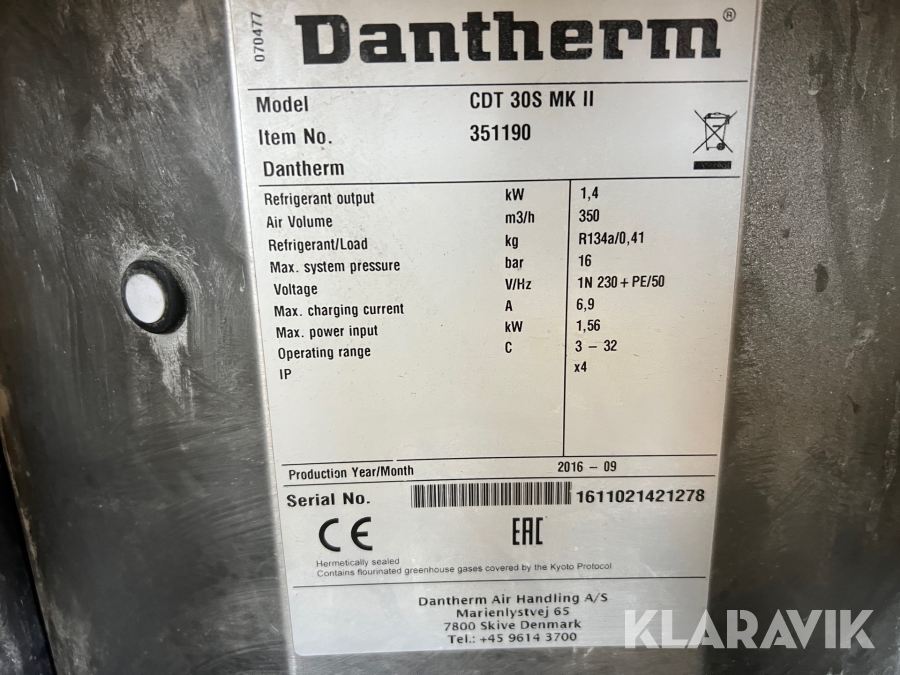 070477
Dantherm®
Model CDT 30S MK II
Item No. 351190
Dantherm
Refrigerant output kW 1,4
Air Volume m3/h 350
Refrigerant/Load kg R134a/0,41
Max. system pressure bar 16
Voltage V/Hz 1N 230 + PE/50
Max. charging current A 6,9
Max. power input kW 1,56
Operating range C 3 – 32
IP x4
Production Year/Month 2016 – 09
Serial No. 1611021421278
CE EAC
Hermetically sealed
Contains flourinated greenhouse gases covered by the Kyoto Protocol
Dantherm Air Handling A/S
Marienlystvej 65
7800 Skive Denmark
Tel.: +45 9614 3700
KLARAVIK